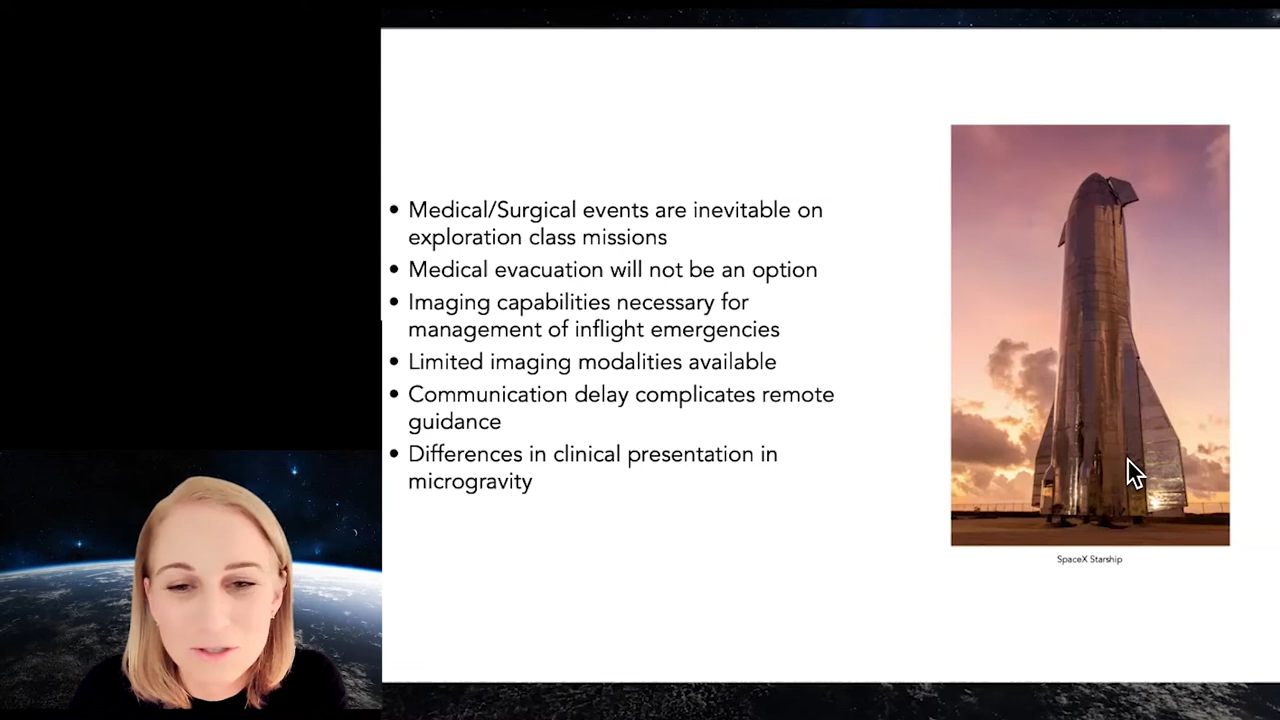 • Medical/Surgical events are inevitable on
exploration class missions
• Medical evacuation will not be an option
• Imaging capabilities necessary for
management of inflight emergencies
• Limited imaging modalities available
• Communication delay complicates remote
guidance
• Differences in clinical presentation in
microgravity
SpaceX Starship